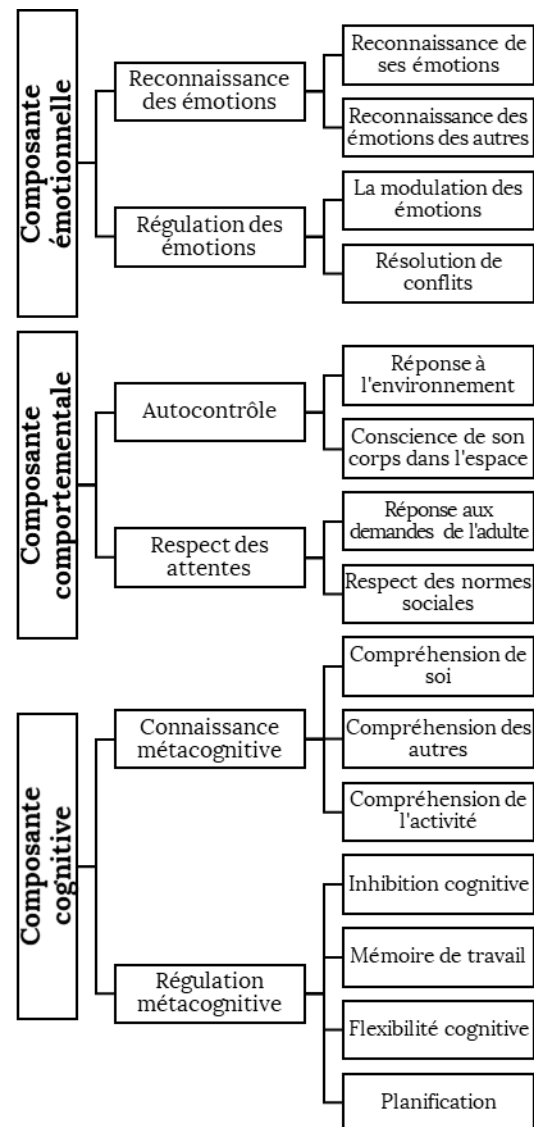 Composante
émotionnelle
Reconnaissance
des émotions
Reconnaissance de
ses émotions
Reconnaissance des
émotions des autres
Régulation des
émotions
La modulation des
émotions
Résolution de
conflits
Composante
comportementale
Autocontrôle
Réponse à
l'environnement
Conscience de son
corps dans l'espace
Respect des
attentes
Réponse aux
demandes de l'adulte
Respect des normes
sociales
Composante
cognitive
Connaissance
métacognitive
Compréhension de
soi
Compréhension des
autres
Compréhension de
l'activité
Régulation
métacognitive
Inhibition cognitive
Mémoire de travail
Flexibilité cognitive
Planification